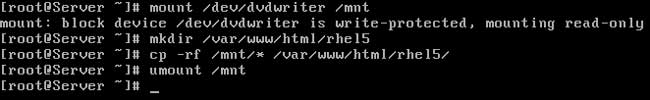 [root@Server ~]# mount /dev/dvdwriter /mnt
mount: block device /dev/dvdwriter is write-protected, mounting read-only
[root@Server ~]# mkdir /var/www/html/rhel5
[root@Server ~]# cp -rf /mnt/* /var/www/html/rhel5/
[root@Server ~]# umount /mnt
[root@Server ~]# _